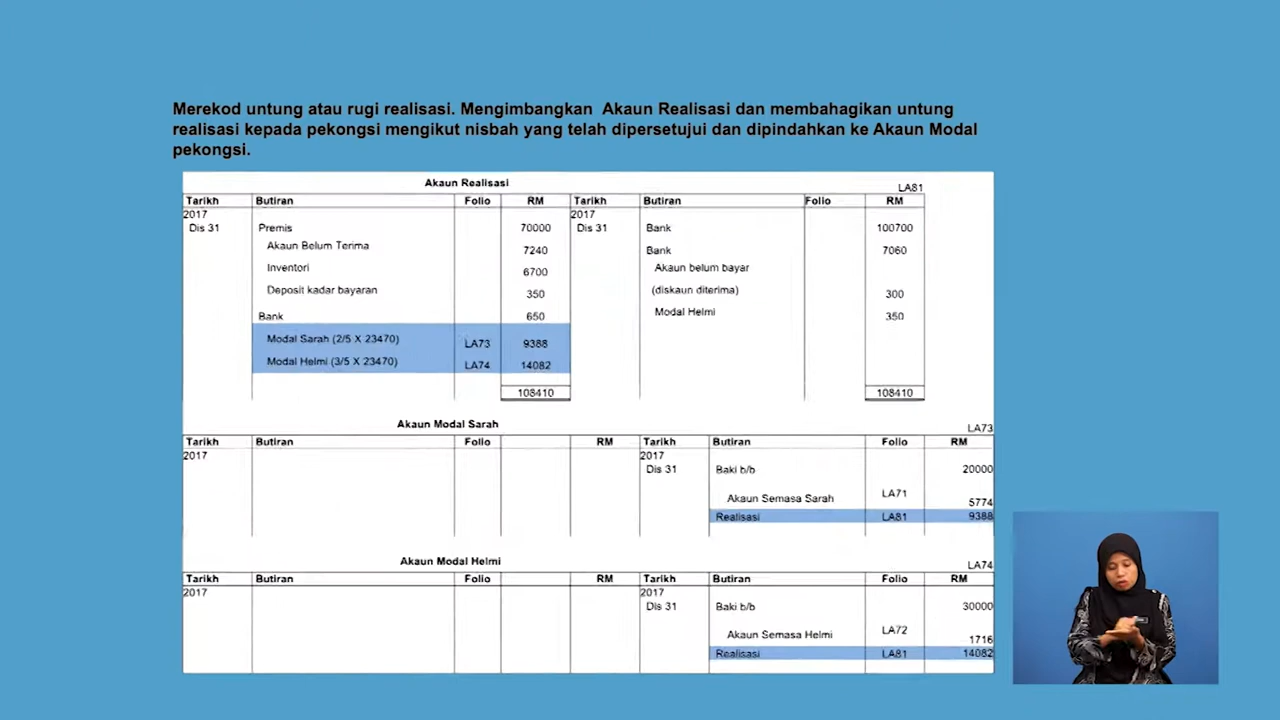 Merekod untung atau rugi realisasi. Mengimbangkan Akaun Realisasi dan membahagikan untung
realisasi kepada pekongsi mengikut nisbah yang telah dipersetujui dan dipindahkan ke Akaun Modal
pekongsi.
Akaun Realisasi LA81
Tarikh Butiran Folio RM Tarikh Butiran Folio RM
2017 2017
Dis 31 Premis 70000 Dis 31 Bank 100700
Akaun Belum Terima 7240 Bank 7060
Inventori 6700 Akaun belum bayar
Deposit kadar bayaran 350 (diskaun diterima) 300
Bank 650 Modal Helmi 350
Modal Sarah (2/5 X 23470) LA73 9388
Modal Helmi (3/5 X 23470) LA74 14082
108410 108410
Akaun Modal Sarah LA73
Tarikh Butiran Folio RM Tarikh Butiran Folio RM
2017 2017
Dis 31 Baki b/b 20000
Akaun Semasa Sarah LA71 5774
Realisasi LA81 9388
Akaun Modal Helmi LA74
Tarikh Butiran Folio RM Tarikh Butiran Folio RM
2017 2017
Dis 31 Baki b/b 30000
Akaun Semasa Helmi LA72 1716
Realisasi LA81 14082